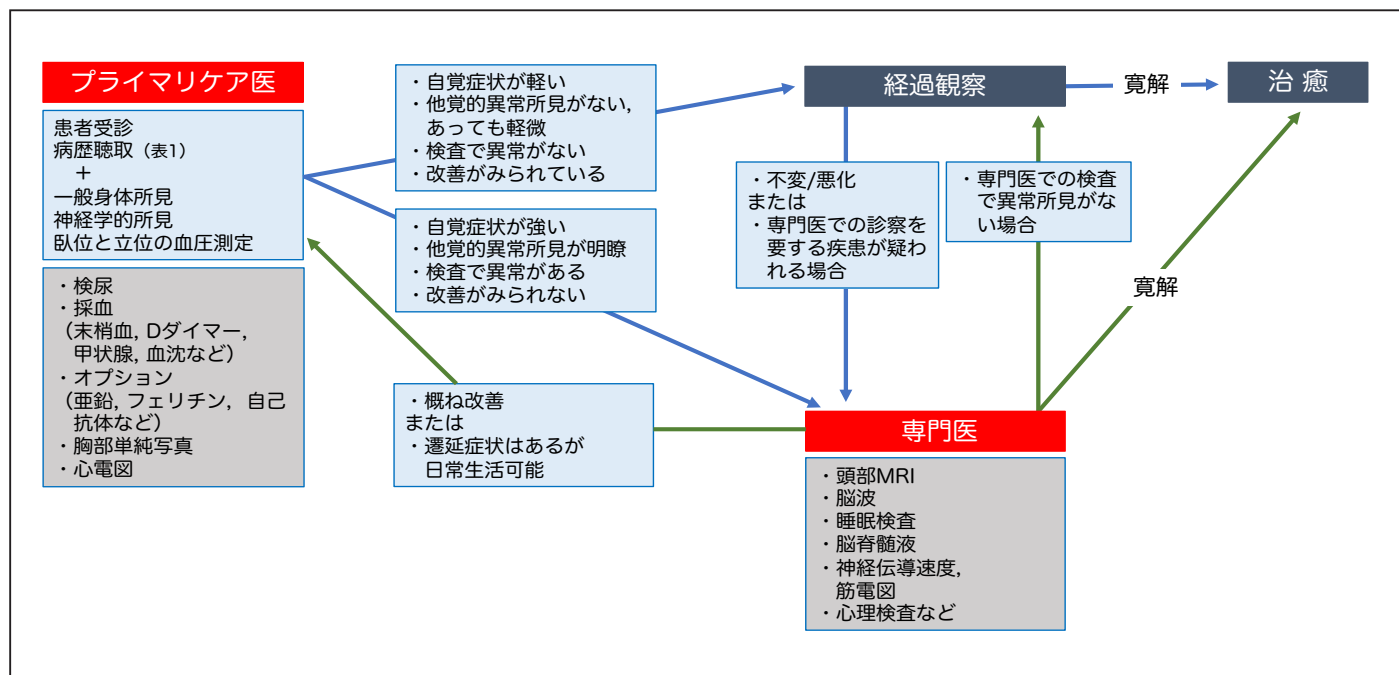 プライマリケア医
患者受診
病歴聴取（表1）
＋
一般身体所見
神経学的所見
臥位と立位の血圧測定
・検尿
・採血
（末梢血, Dダイマー,
甲状腺, 血沈など）
・オプション
（亜鉛, フェリチン, 自己
抗体など）
・胸部単純写真
・心電図
・自覚症状が軽い
・他覚的異常所見がない,
あっても軽微
・検査で異常がない
・改善がみられている
・自覚症状が強い
・他覚的異常所見が明瞭
・検査で異常がある
・改善がみられない
・概ね改善
または
・遷延症状はあるが
日常生活可能
経過観察
寛解
治 癒
・不変/悪化
または
・専門医での診察を
要する疾患が疑わ
れる場合
・専門医での検査
で異常所見がな
い場合
寛解
専門医
・頭部MRI
・脳波
・睡眠検査
・脳脊髄液
・神経伝導速度,
筋電図
・心理検査など